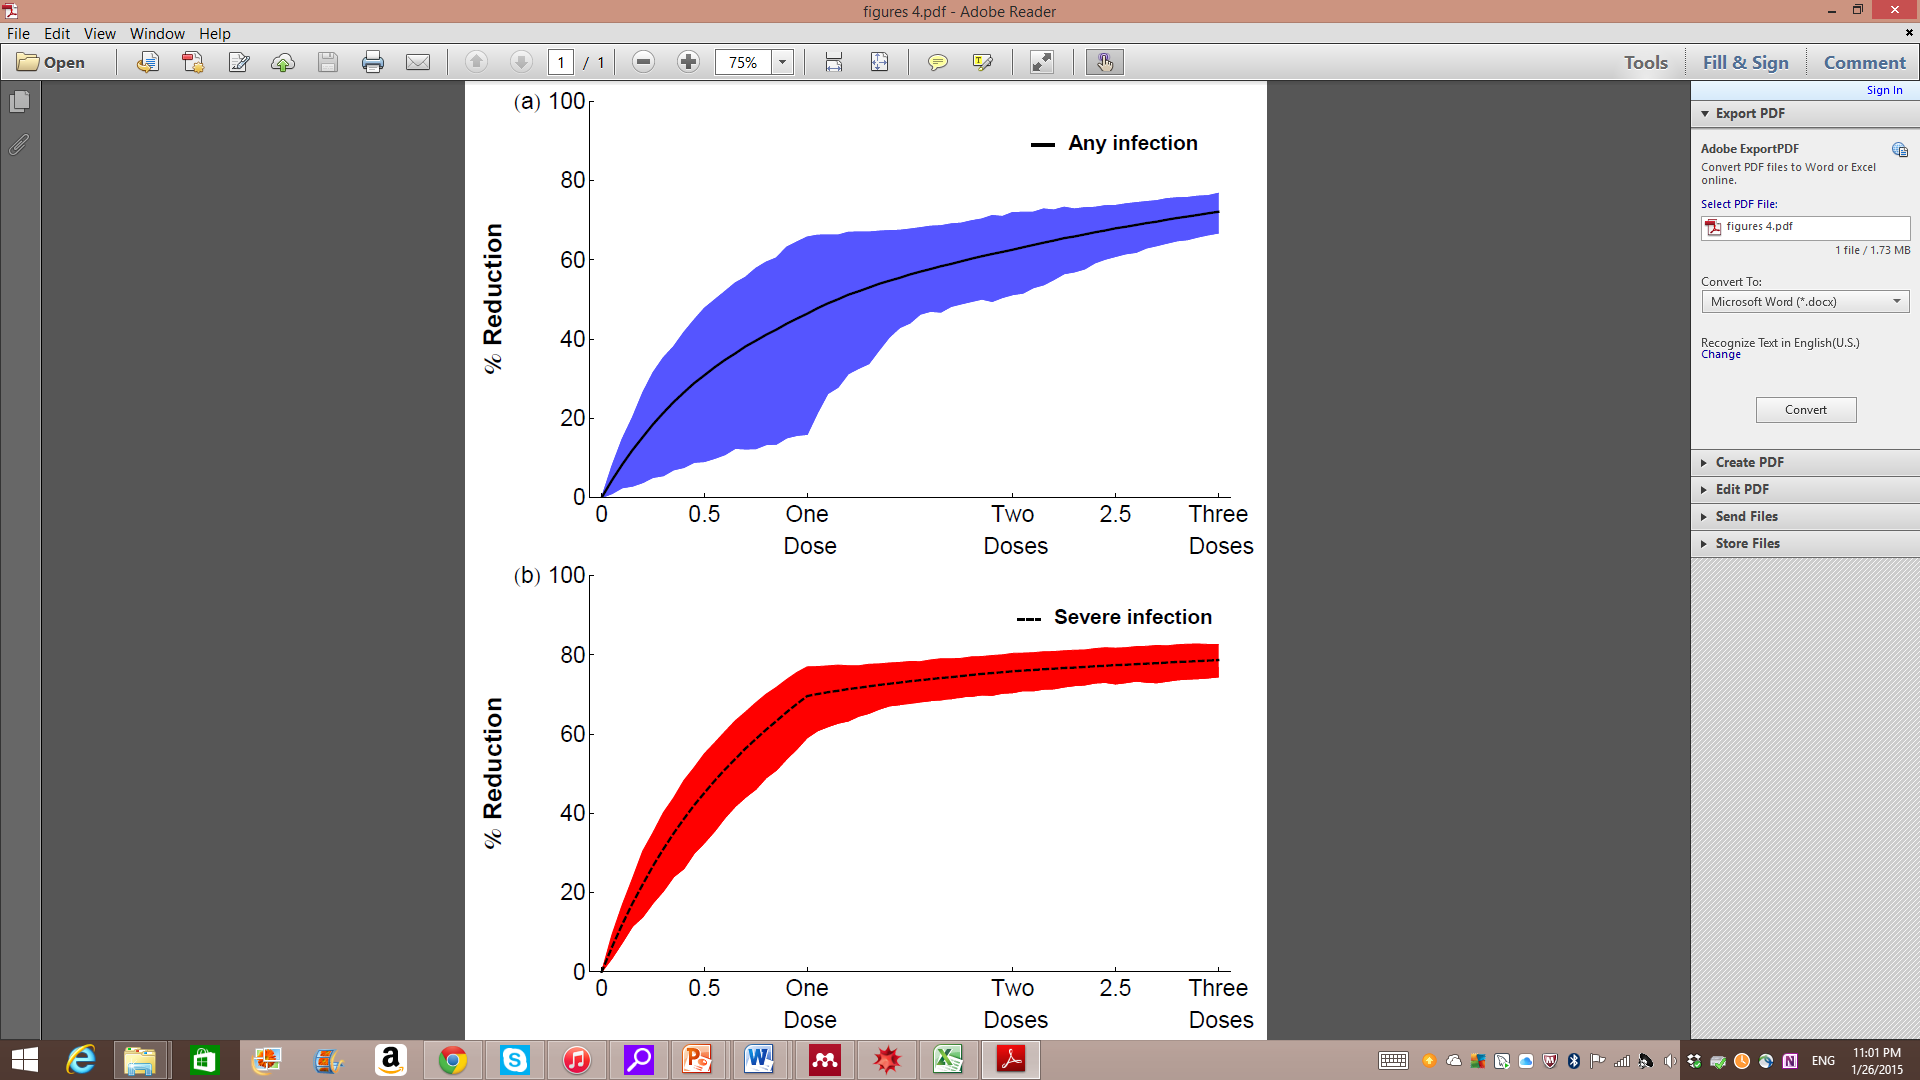 figures 4.pdf - Adobe Reader
File Edit View Window Help
Open
1 / 1
75%
Tools
Fill & Sign
Comment
Sign In
Export PDF
Adobe ExportPDF
Convert PDF files to Word or Excel
online.
Select PDF File:
figures 4.pdf
1 file / 1.73 MB
Convert To:
Microsoft Word (*.docx)
Recognize Text in English(U.S.)
Change
Convert
Create PDF
Edit PDF
Send Files
Store Files
(a) 100
Any infection
80
60
40
20
0
% Reduction
0 0.5 One Two 2.5 Three
Dose Doses Doses
(b) 100
Severe infection
80
60
40
20
0
% Reduction
0 0.5 One Two 2.5 Three
Dose Doses Doses
ENG
11:01 PM
1/26/2015